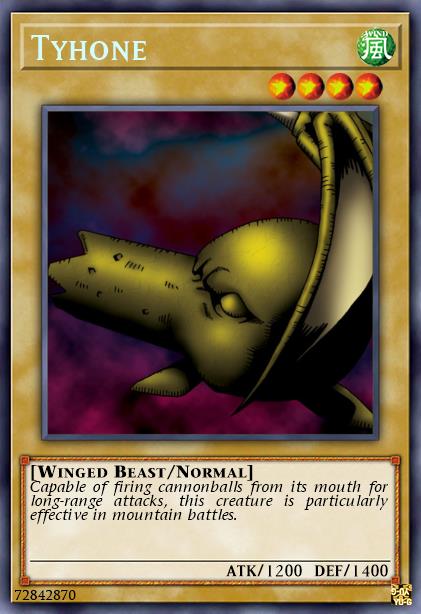 TYHONE
WIND
風
[WINGED BEAST/NORMAL]
Capable of firing cannonballs from its mouth for
long-range attacks, this creature is particularly
effective in mountain battles.
ATK/1200 DEF/1400
72842870